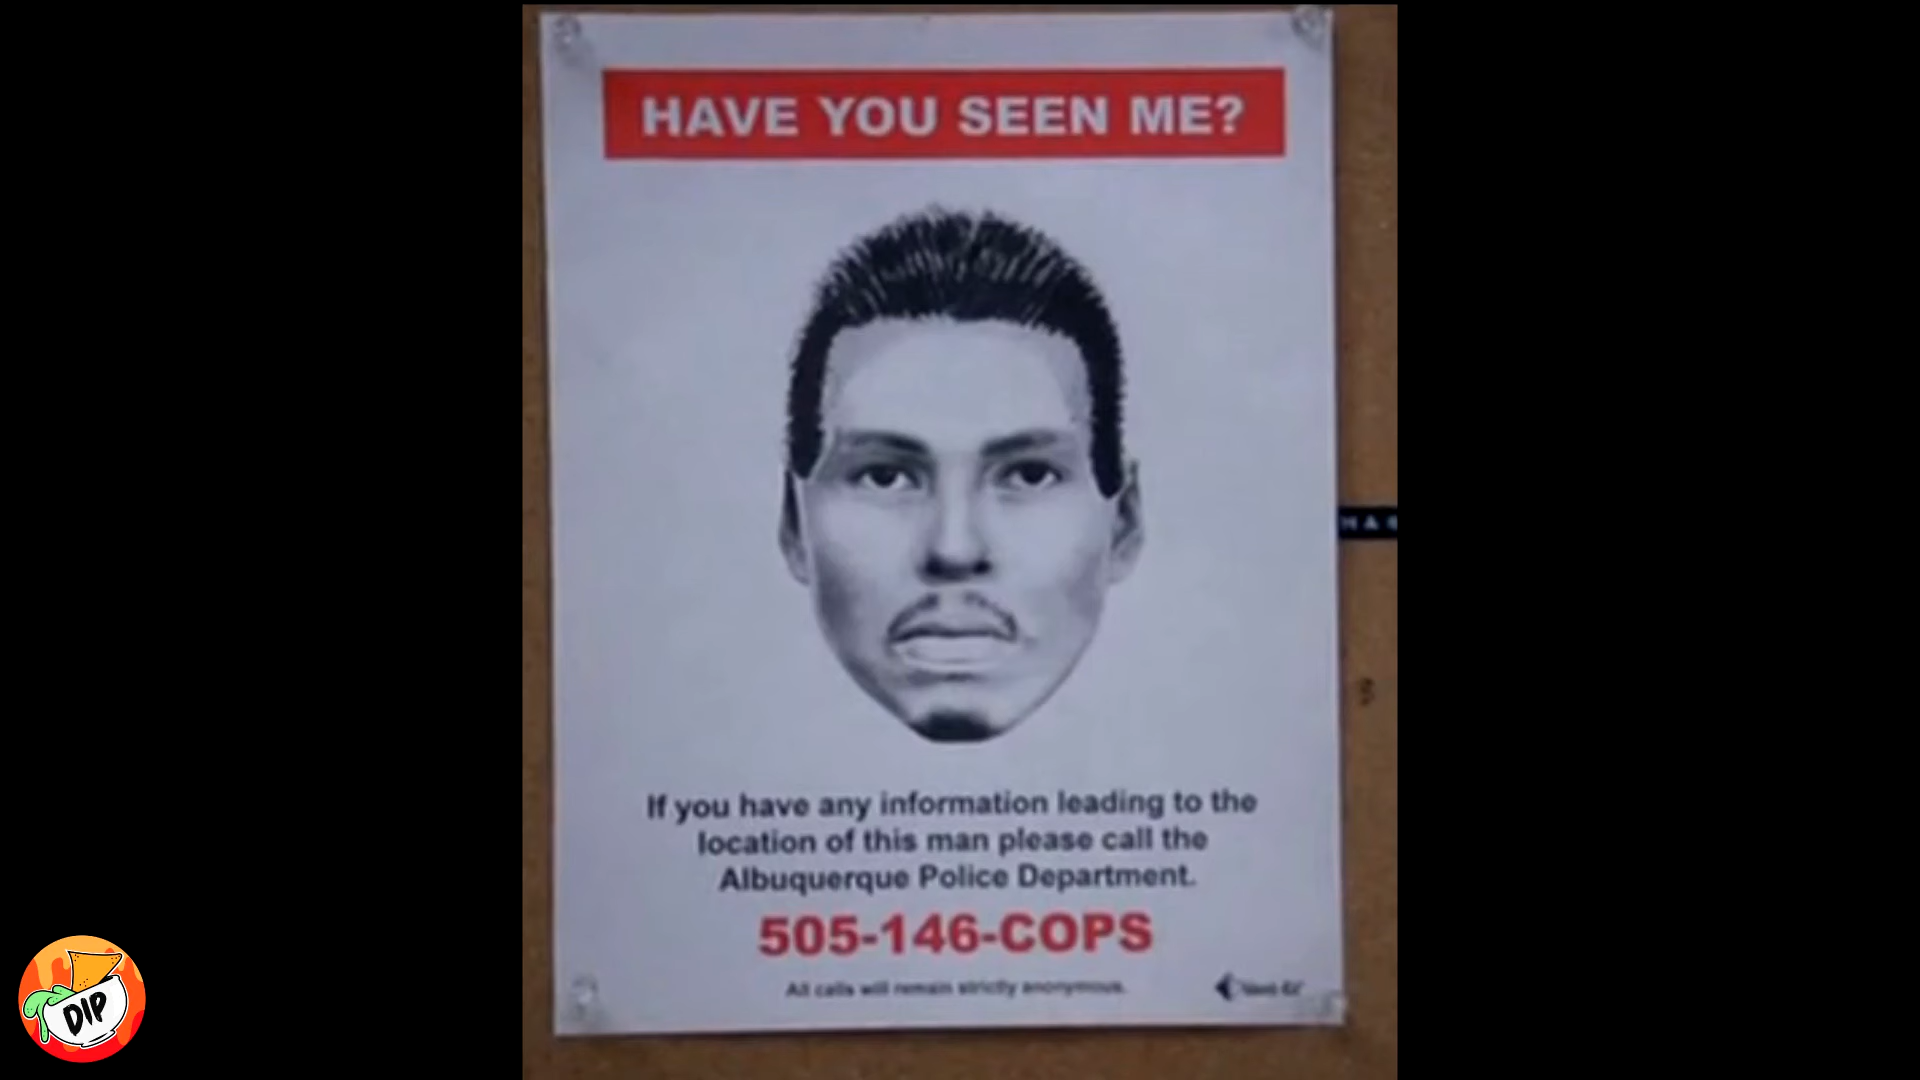 HAVE YOU SEEN ME?
If you have any information leading to the
location of this man please call the
Albuquerque Police Department.
505-146-COPS
All calls will remain strictly anonymous.
DIP